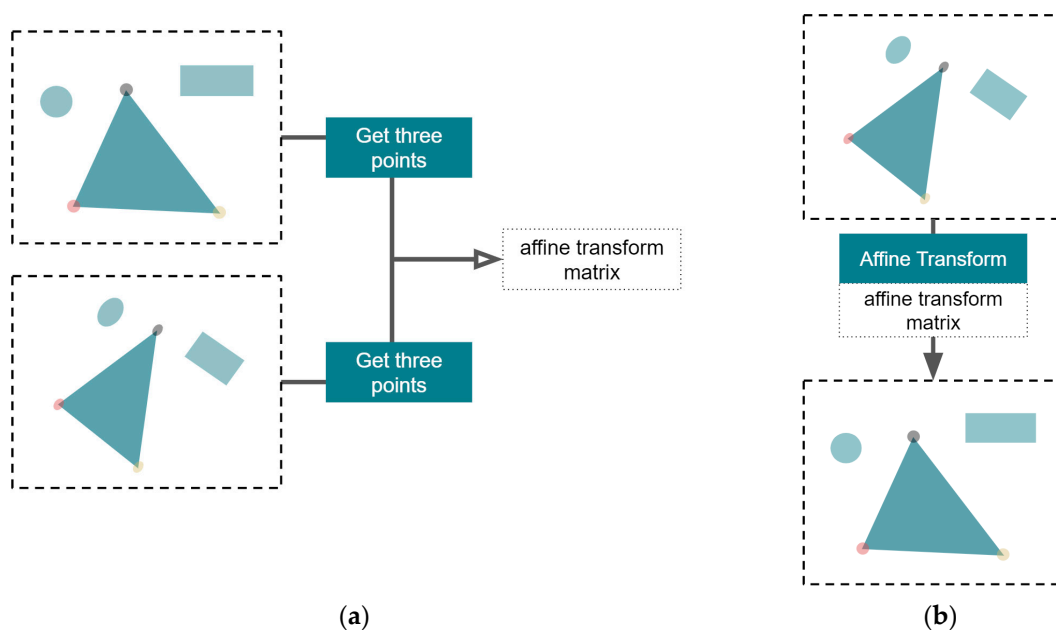 Get three
points
affine transform
matrix
Get three
points
(a)
Affine Transform
affine transform
matrix
(b)